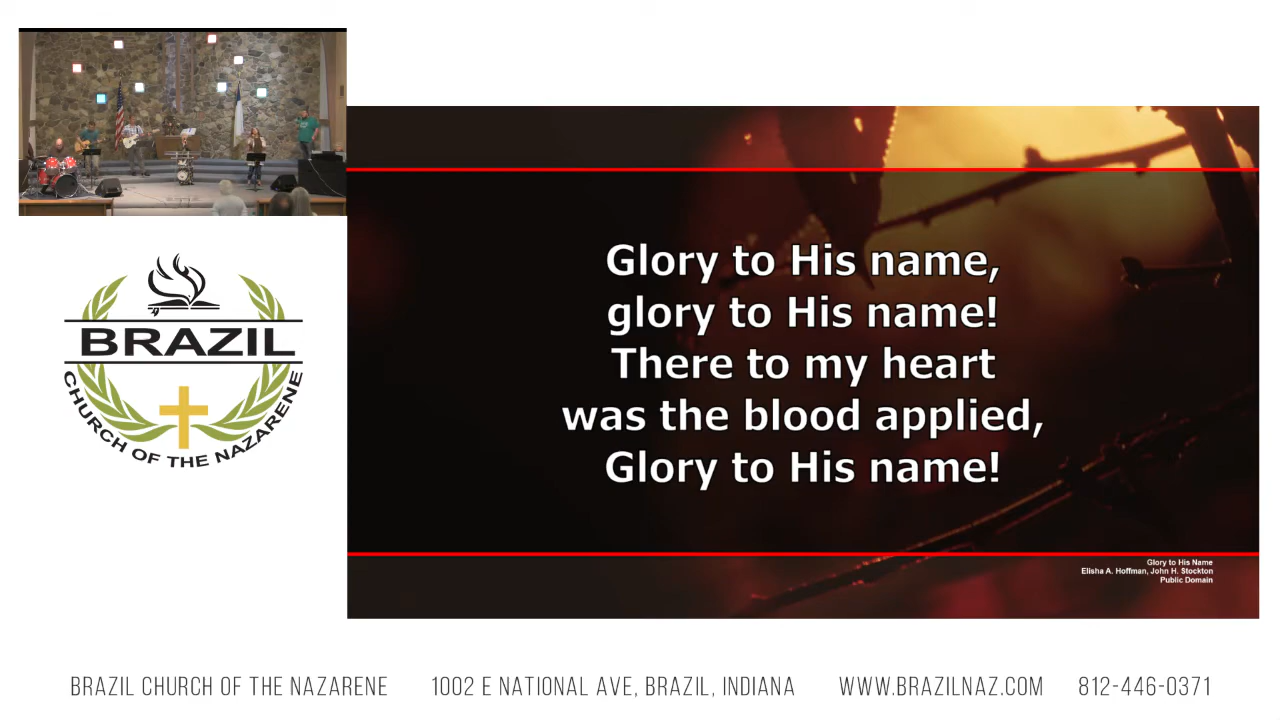 BRAZIL
CHURCH OF THE NAZARENE
Glory to His name,
glory to His name!
There to my heart
was the blood applied,
Glory to His name!
Glory to His Name
Elisha A. Hoffman, John H. Stockton
Public Domain
BRAZIL CHURCH OF THE NAZARENE 1002 E NATIONAL AVE, BRAZIL, INDIANA WWW.BRAZILNAZ.COM 812-446-0371